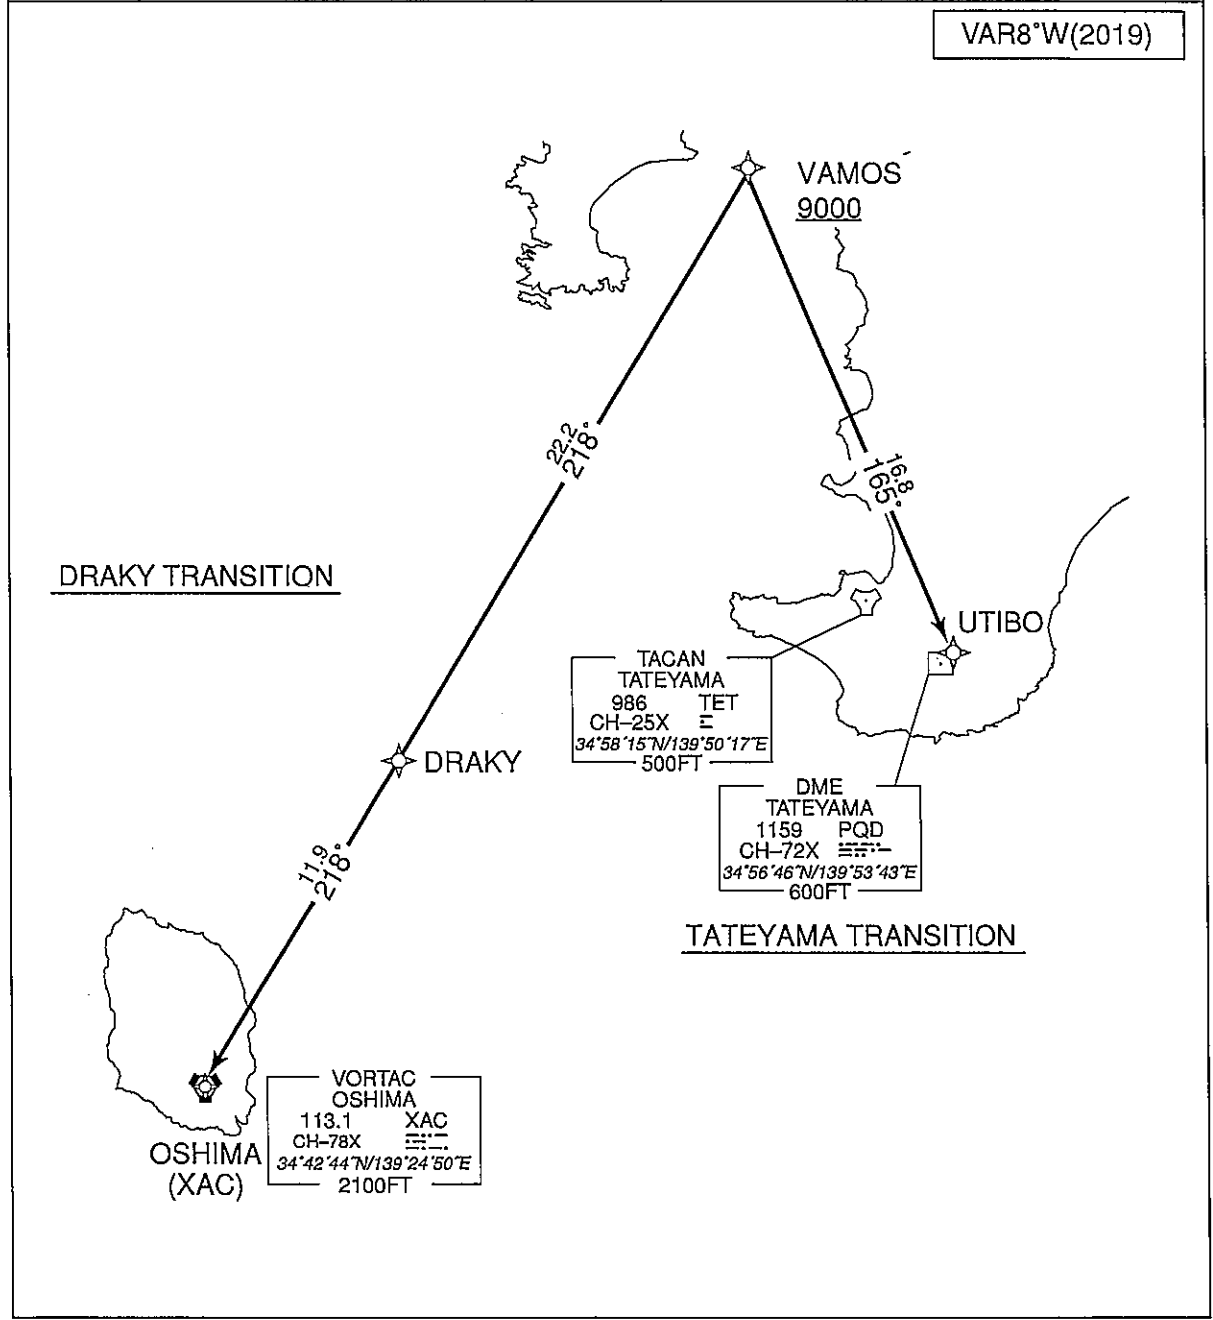 VAR8°W(2019)
VAMOS
9000
22.2
218°
16.8
165°
DRAKY TRANSITION
UTIBO
TACAN
TATEYAMA
986 TET
CH-25X
34°58´15˝N/139°50´17˝E
500FT
DRAKY
DME
TATEYAMA
1159 PQD
CH-72X
34°56´46˝N/139°53´43˝E
600FT
11.9
218°
TATEYAMA TRANSITION
VORTAC
OSHIMA
113.1 XAC
CH-78X
34°42´44˝N/139°24´50˝E
2100FT
OSHIMA
(XAC)